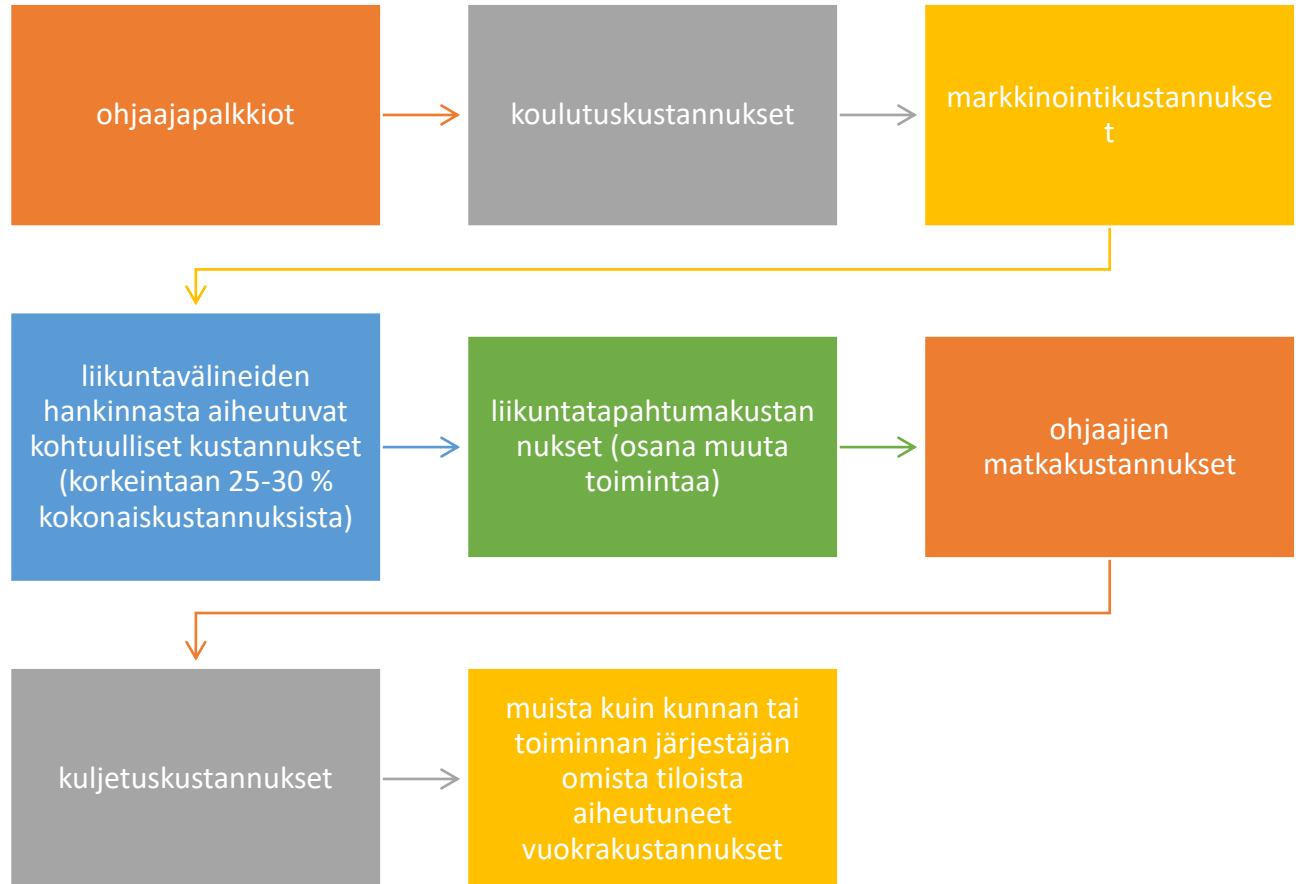 ohjaajapalkkiot
koulutuskustannukset
markkinointikustannukse
t
liikuntavälineiden
hankinnasta aiheutuvat
kohtuulliset kustannukset
(korkeintaan 25-30 %
kokonaiskustannuksista)
liikuntatapahtumakustan
nukset (osana muuta
toimintaa)
ohjaajien
matkakustannukset
kuljetuskustannukset
muista kuin kunnan tai
toiminnan järjestäjän
omista tiloista
aiheutuneet
vuokrakustannukset